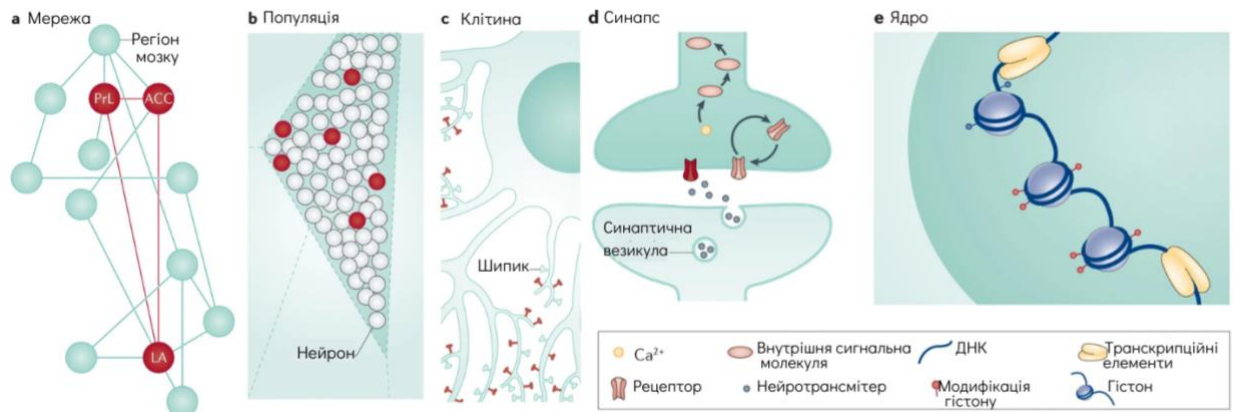 a Мережа
Регіон
мозку
PrL
ACC
LA
b Популяція
Нейрон
c Клітина
Шипик
d Синапс
Синаптична
везикула
e Ядро
Ca²⁺
Внутрішня сигнальна
молекуля
ДНК
Транскрипційні
елементи
Рецептор
Нейротрансмітер
Модифікація
гістону
Гістон